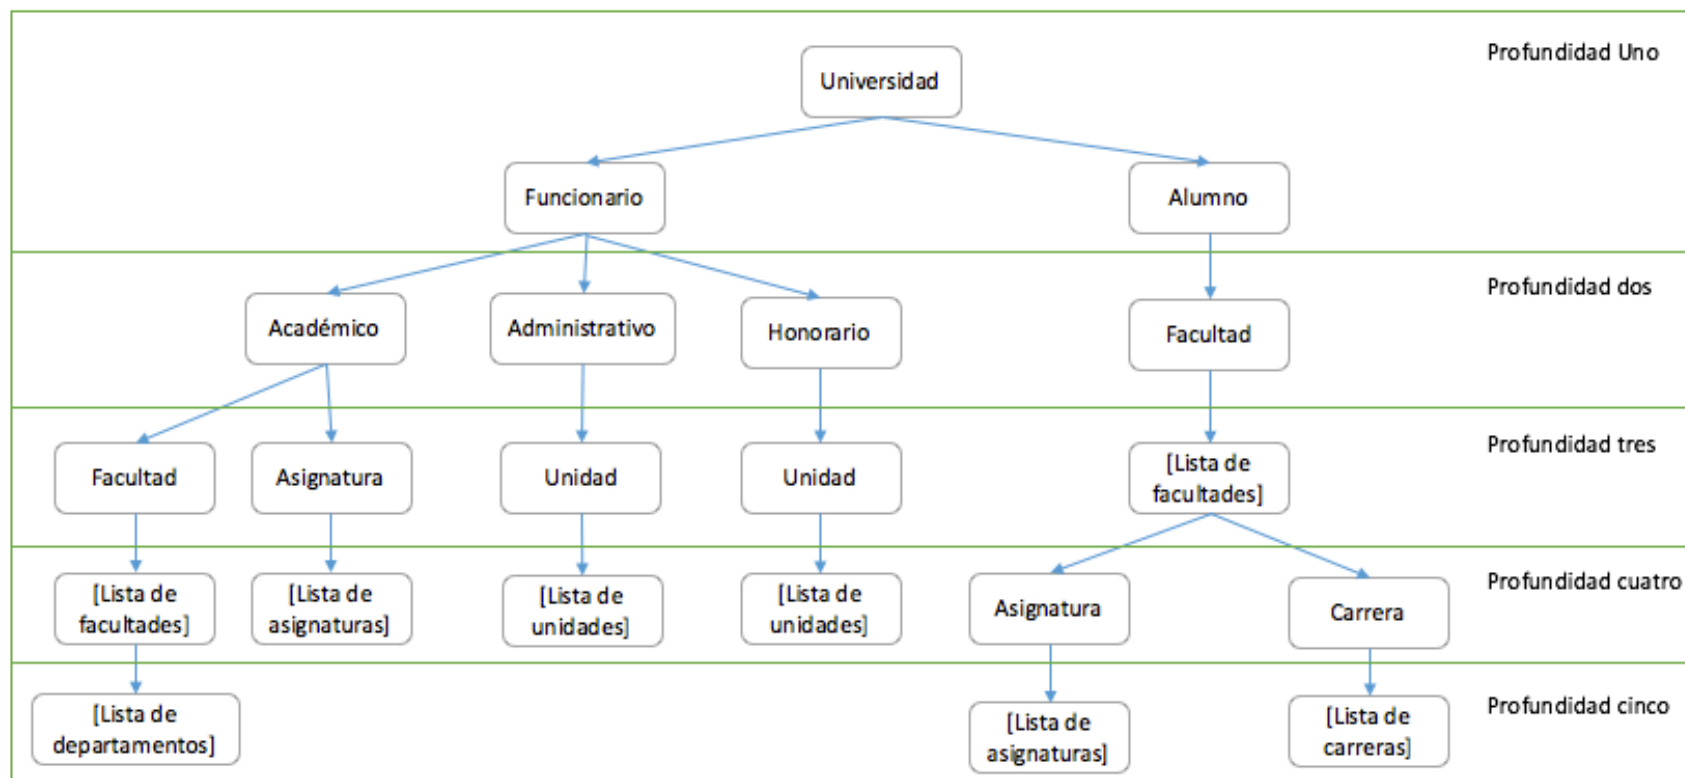 Profundidad Uno
Universidad
Funcionario
Alumno
Profundidad dos
Académico
Administrativo
Honorario
Facultad
Profundidad tres
Facultad
Asignatura
Unidad
Unidad
[Lista de
facultades]
Profundidad cuatro
[Lista de
facultades]
[Lista de
asignaturas]
[Lista de
unidades]
[Lista de
unidades]
Asignatura
Carrera
Profundidad cinco
[Lista de
departamentos]
[Lista de
asignaturas]
[Lista de
carreras]